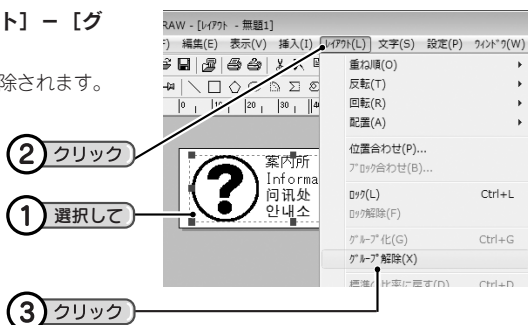 ト] − [グ
除されます。
RAW - [ﾚｲｱｳﾄ - 無題1]
編集(E) 表示(V) 挿入(I) ﾚｲｱｳﾄ(L) 文字(S) 設定(P) ｳｨﾝﾄﾞｳ(W)
重ね順(O)
反転(T)
回転(R)
配置(A)
位置合わせ(P)...
ﾌﾞﾛｯｸ合わせ(B)...
ﾛｯｸ(L) Ctrl+L
ﾛｯｸ解除(F)
ｸﾞﾙｰﾌﾟ化(G) Ctrl+G
ｸﾞﾙｰﾌﾟ解除(X)
標準の比率に戻す(D) Ctrl+D
0 10 20 30
案内所
Informa
问讯处
안내소
② クリック
① 選択して
③ クリック